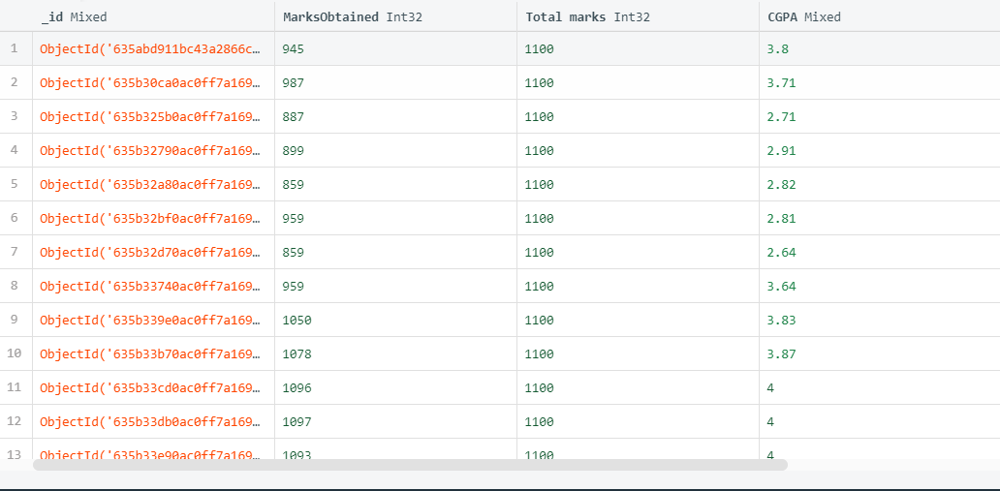 _id Mixed MarksObtained Int32 Total marks Int32 CGPA Mixed
1 ObjectId('635abd911bc43a2866c… 945 1100 3.8
2 ObjectId('635b30ca0ac0ff7a169… 987 1100 3.71
3 ObjectId('635b325b0ac0ff7a169… 887 1100 2.71
4 ObjectId('635b32790ac0ff7a169… 899 1100 2.91
5 ObjectId('635b32a80ac0ff7a169… 859 1100 2.82
6 ObjectId('635b32bf0ac0ff7a169… 959 1100 2.81
7 ObjectId('635b32d70ac0ff7a169… 859 1100 2.64
8 ObjectId('635b33740ac0ff7a169… 959 1100 3.64
9 ObjectId('635b339e0ac0ff7a169… 1050 1100 3.83
10 ObjectId('635b33b70ac0ff7a169… 1078 1100 3.87
11 ObjectId('635b33cd0ac0ff7a169… 1096 1100 4
12 ObjectId('635b33db0ac0ff7a169… 1097 1100 4
13 ObjectId('635b33e90ac0ff7a169… 1093 1100 4